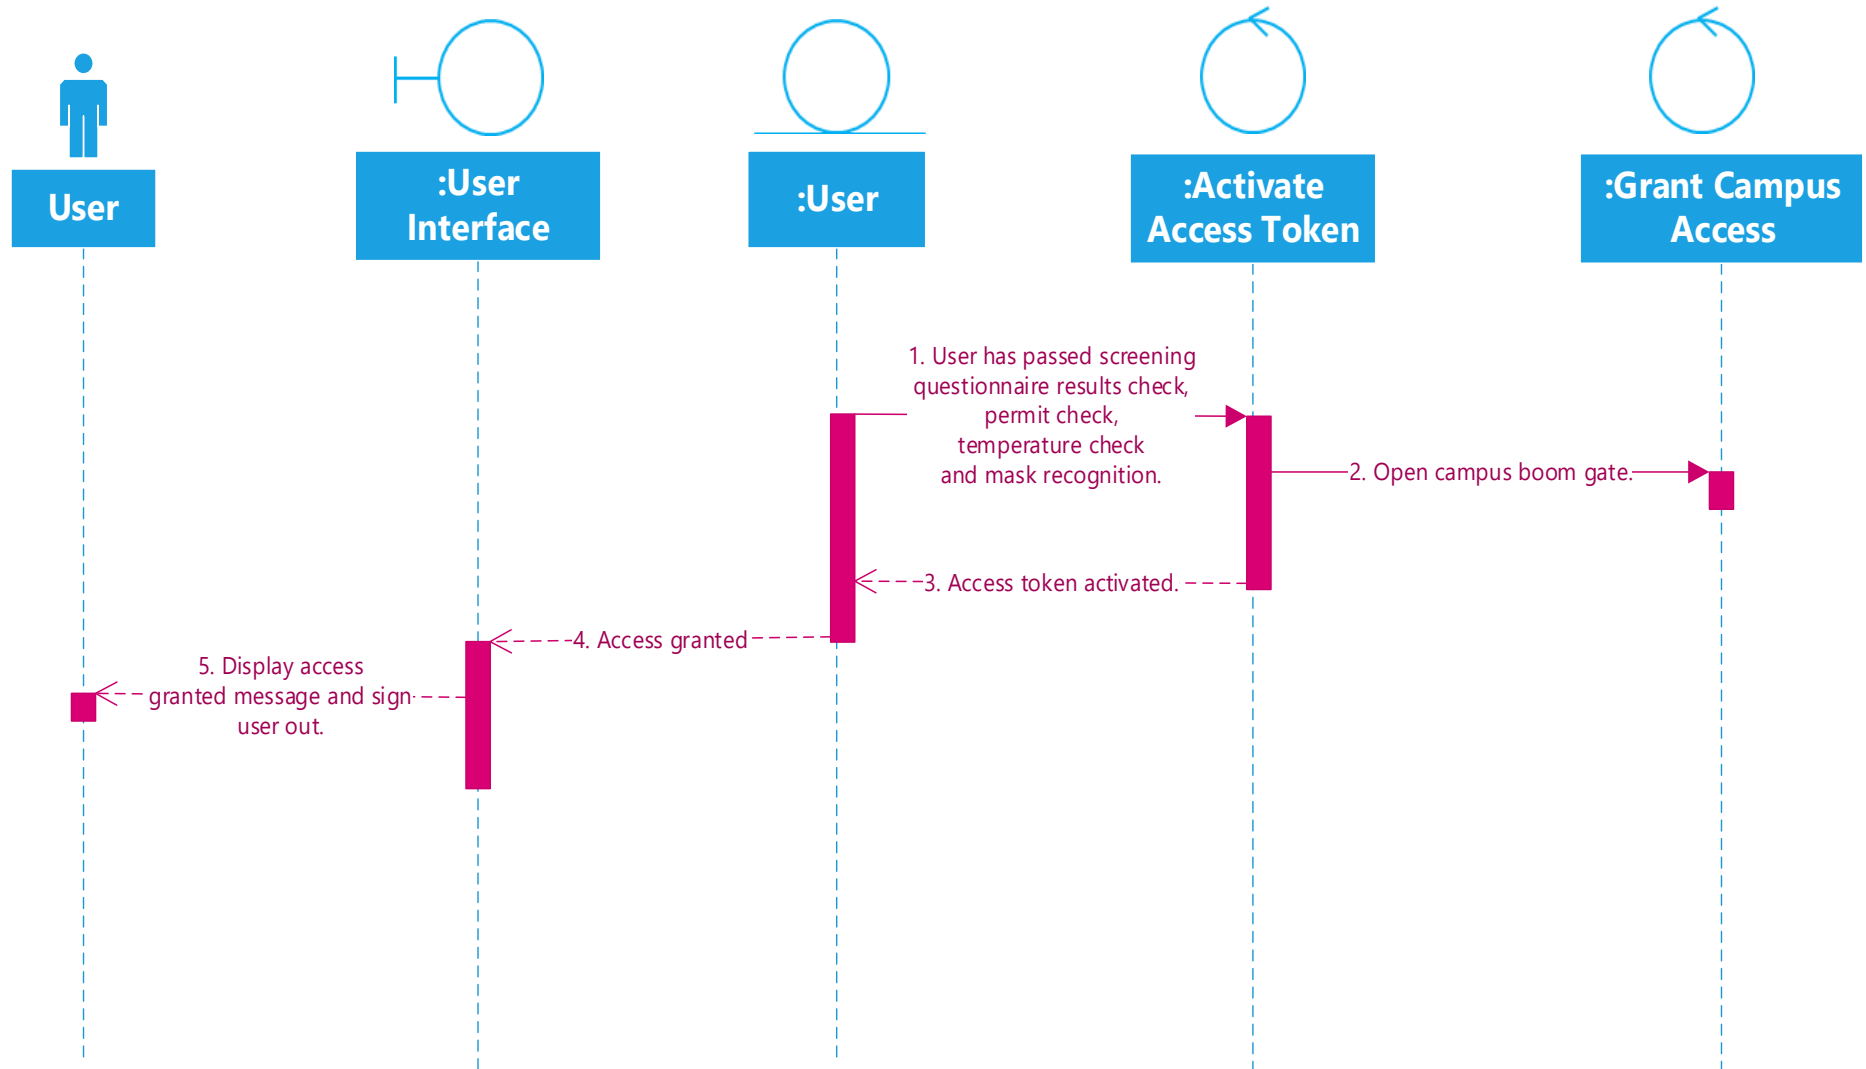 User
:User
Interface
:User
:Activate
Access Token
:Grant Campus
Access
1. User has passed screening
questionnaire results check,
permit check,
temperature check
and mask recognition.
2. Open campus boom gate.
3. Access token activated.
4. Access granted
5. Display access
granted message and sign
user out.